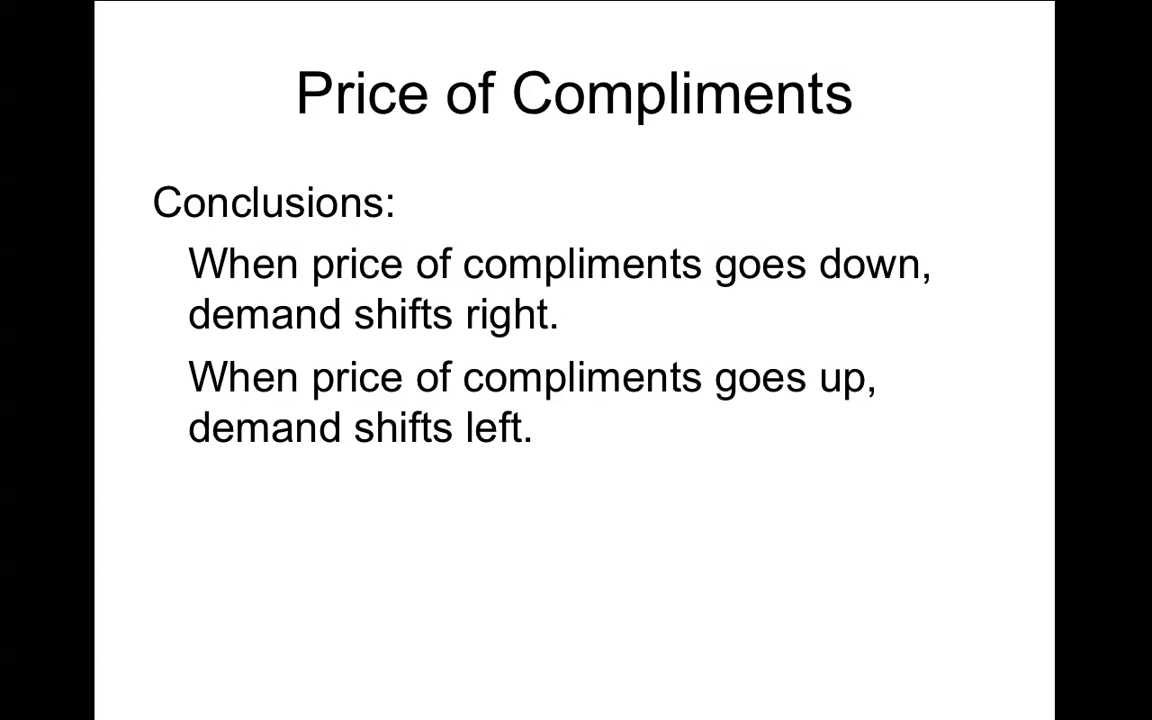 Price of Compliments
Conclusions:
When price of compliments goes down,
demand shifts right.
When price of compliments goes up,
demand shifts left.